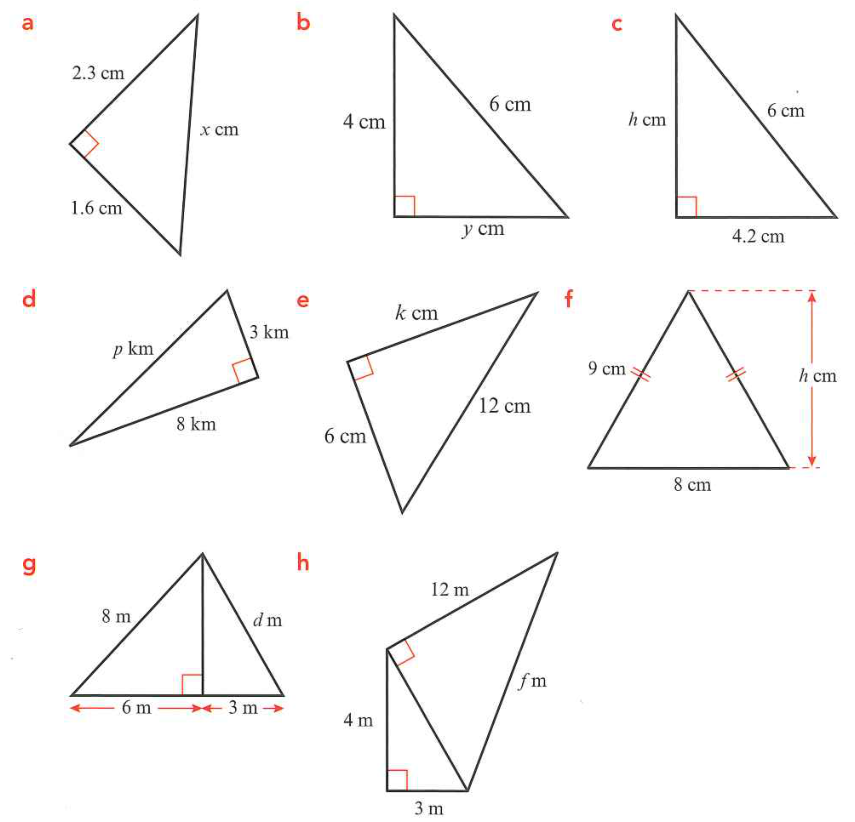 a
2.3 cm
x cm
1.6 cm
b
4 cm
6 cm
y cm
c
h cm
6 cm
4.2 cm
d
p km
3 km
8 km
e
k cm
12 cm
6 cm
f
9 cm
h cm
8 cm
g
8 m
d m
6 m
3 m
h
12 m
4 m
f m
3 m